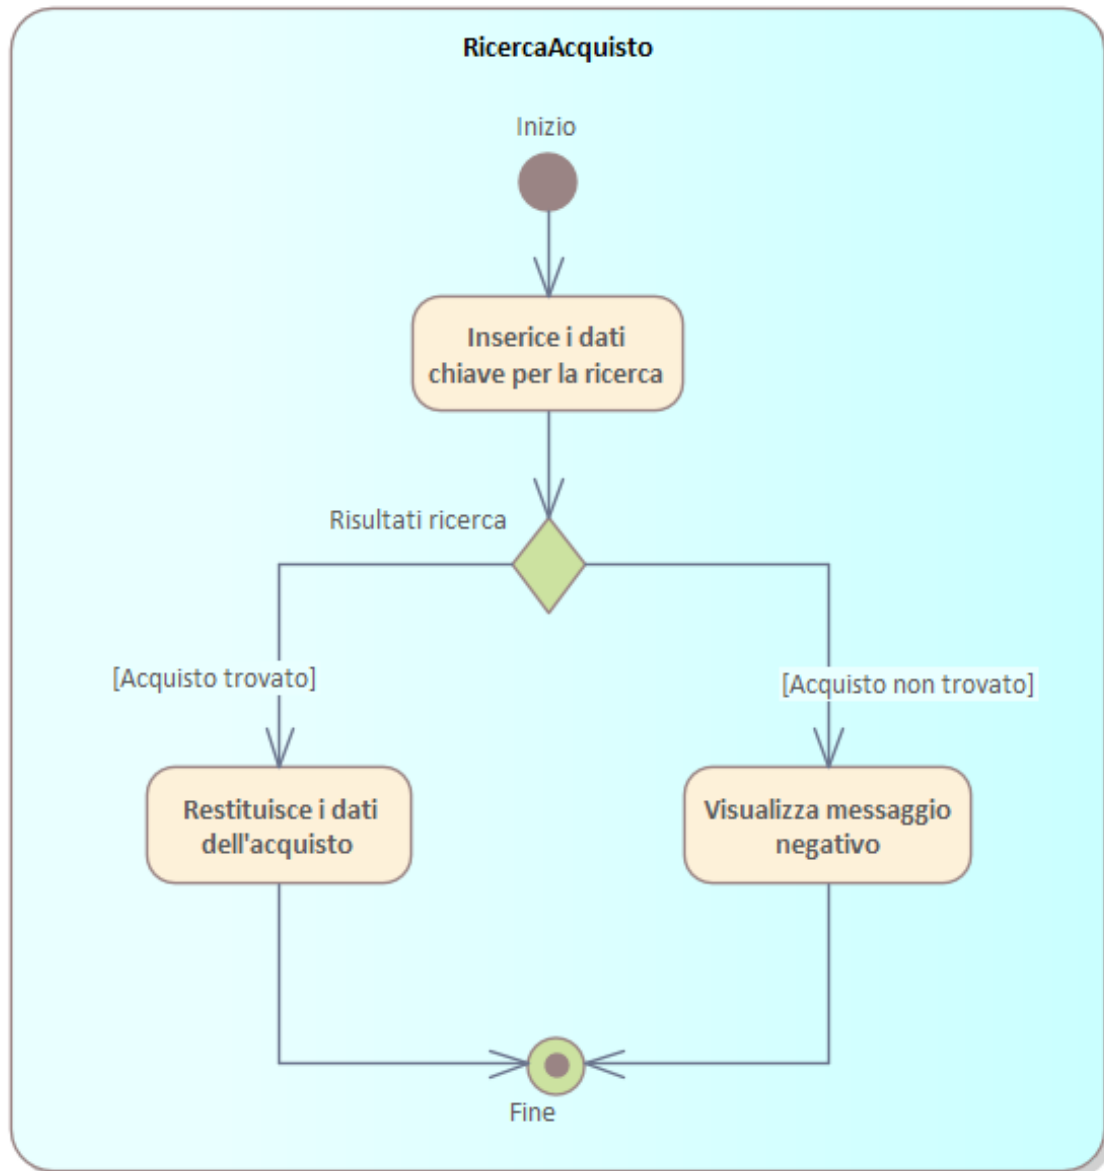 RicercaAcquisto
Inizio
Inserice i dati
chiave per la ricerca
Risultati ricerca
[Acquisto trovato]
[Acquisto non trovato]
Restituisce i dati
dell'acquisto
Visualizza messaggio
negativo
Fine